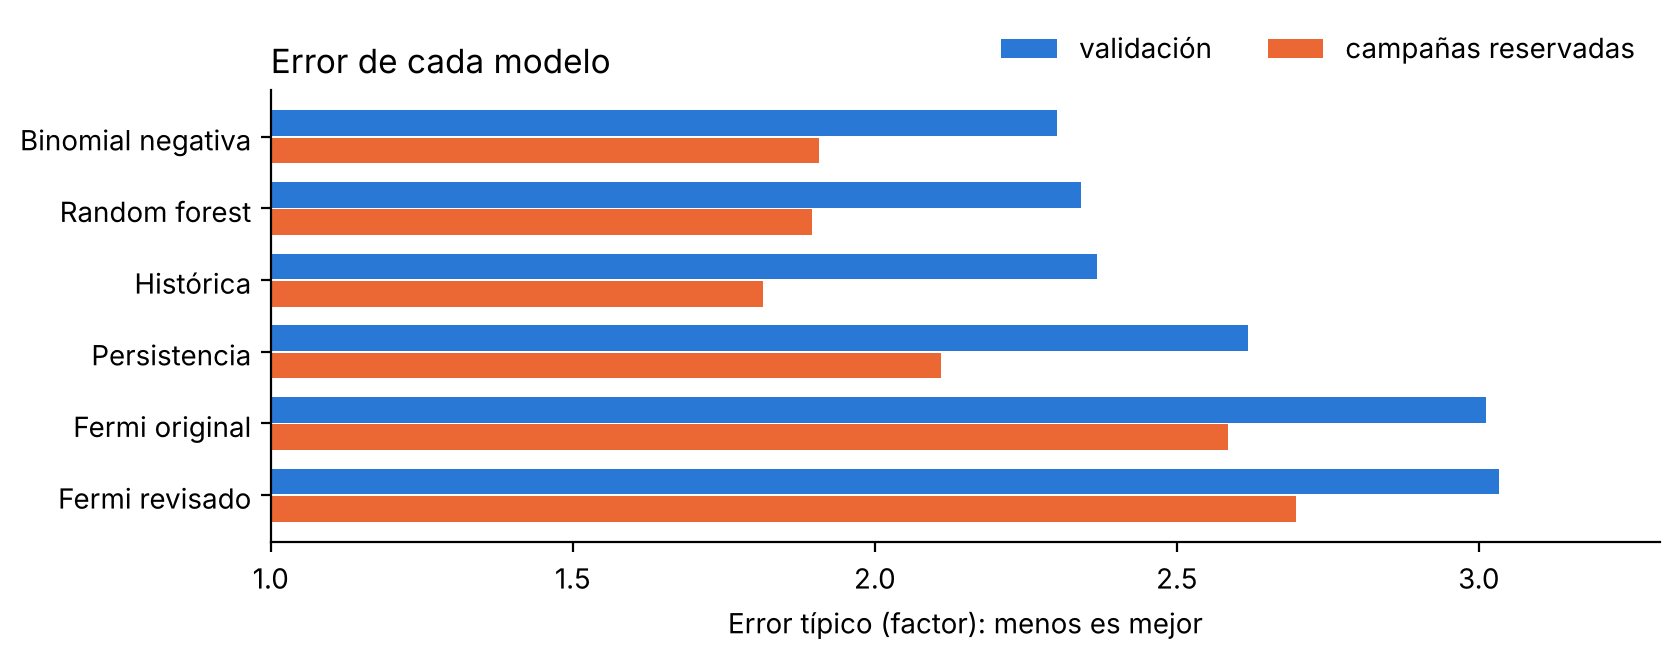 Error de cada modelo
validación
campañas reservadas
Binomial negativa
Random forest
Histórica
Persistencia
Fermi original
Fermi revisado
1.0 1.5 2.0 2.5 3.0
Error típico (factor): menos es mejor